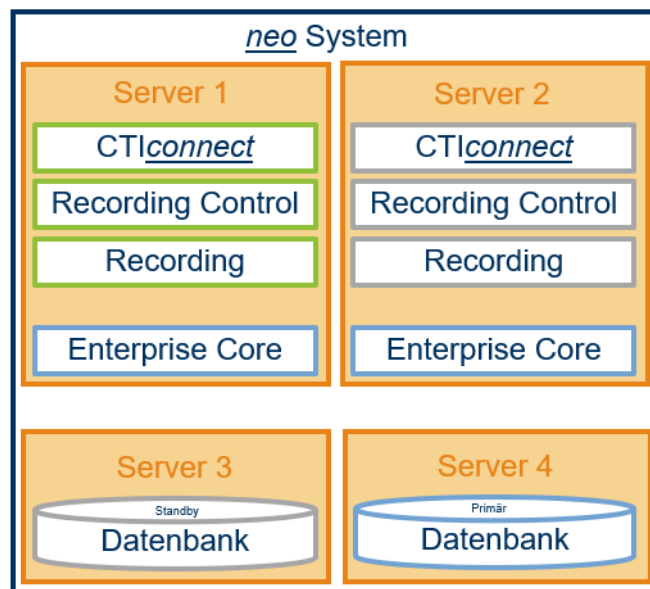 neo System
Server 1
Server 2
CTIconnect
CTIconnect
Recording Control
Recording Control
Recording
Recording
Enterprise Core
Enterprise Core
Server 3
Server 4
Standby
Primär
Datenbank
Datenbank